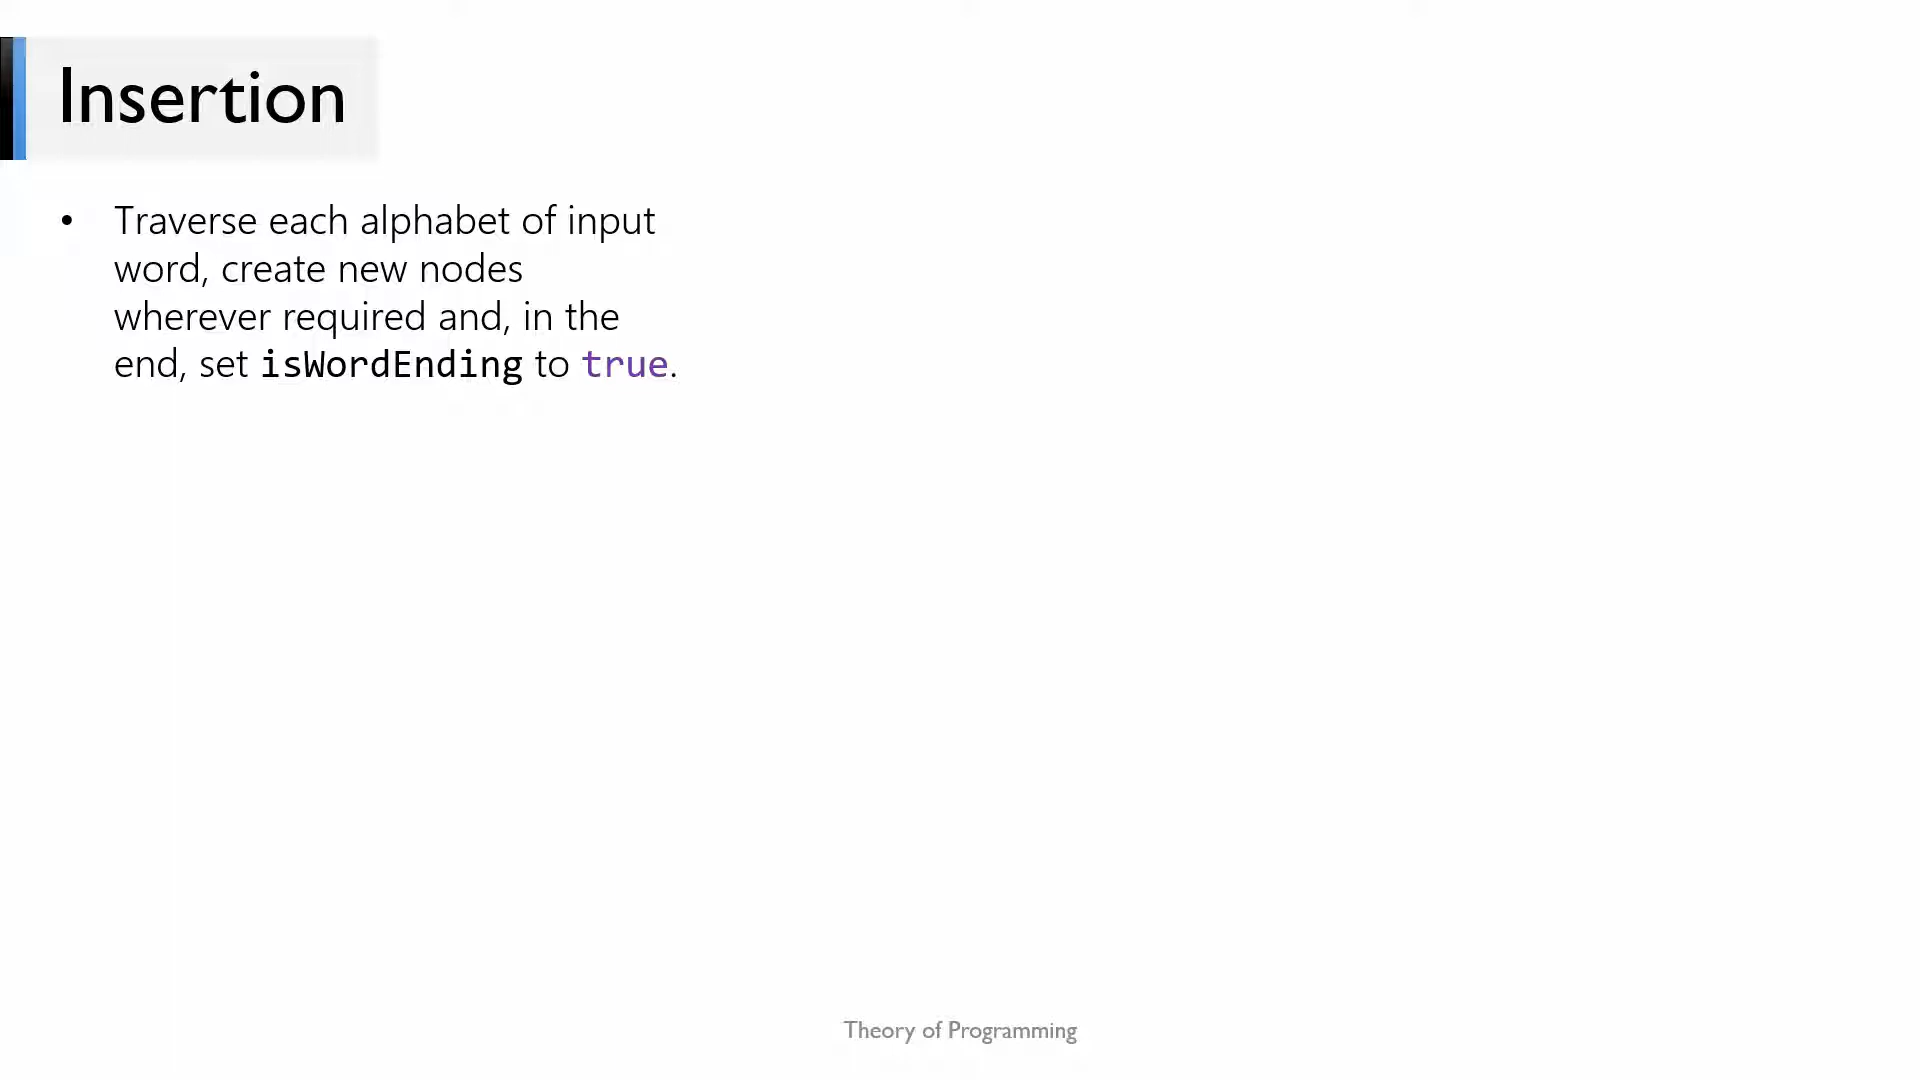 Insertion
• Traverse each alphabet of input
word, create new nodes
wherever required and, in the
end, set isWordEnding to true.
Theory of Programming